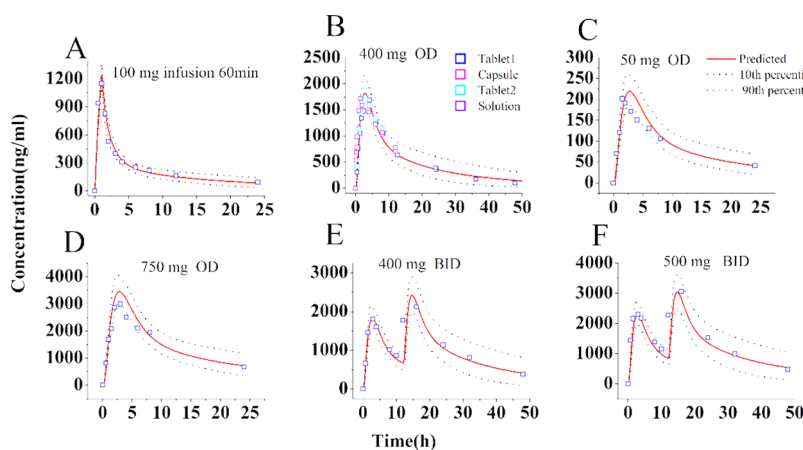 A
100 mg infusion 60min
1200
900
600
300
0
0 5 10 15 20 25
B
400 mg OD
Tablet1
Capsule
Tablet2
Solution
2500
2000
1500
1000
500
0
0 10 20 30 40 50
C
50 mg OD
Predicted
10th percenti
90th percent
300
250
200
150
100
50
0
0 5 10 15 20 25
Concentration(ng/ml)
D
750 mg OD
4000
3000
2000
1000
0
0 5 10 15 20 25
E
400 mg BID
3000
2000
1000
0
0 10 20 30 40 50
F
500 mg BID
4000
3000
2000
1000
0
0 10 20 30 40 50
Time(h)